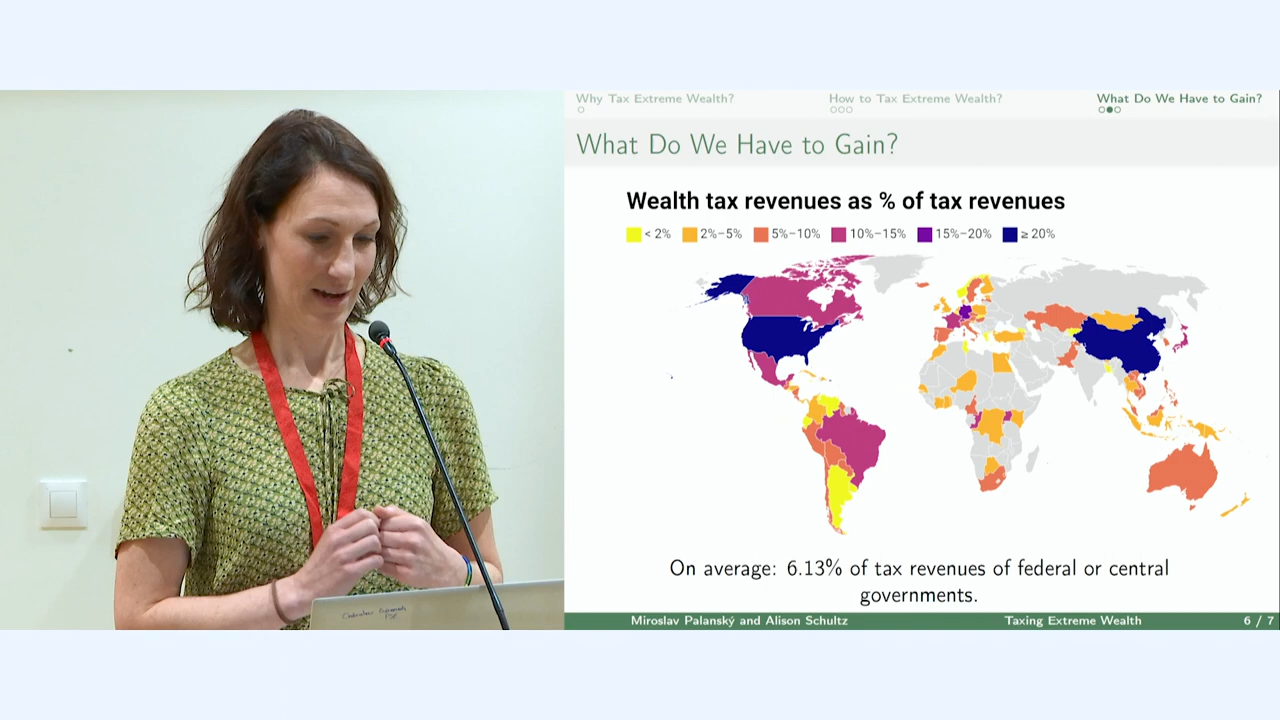 Why Tax Extreme Wealth?
How to Tax Extreme Wealth?
What Do We Have to Gain?
What Do We Have to Gain?
Wealth tax revenues as % of tax revenues
< 2% 2%–5% 5%–10% 10%–15% 15%–20% ≥ 20%
On average: 6.13% of tax revenues of federal or central
governments.
Miroslav Palanský and Alison Schultz
Taxing Extreme Wealth
6 / 7